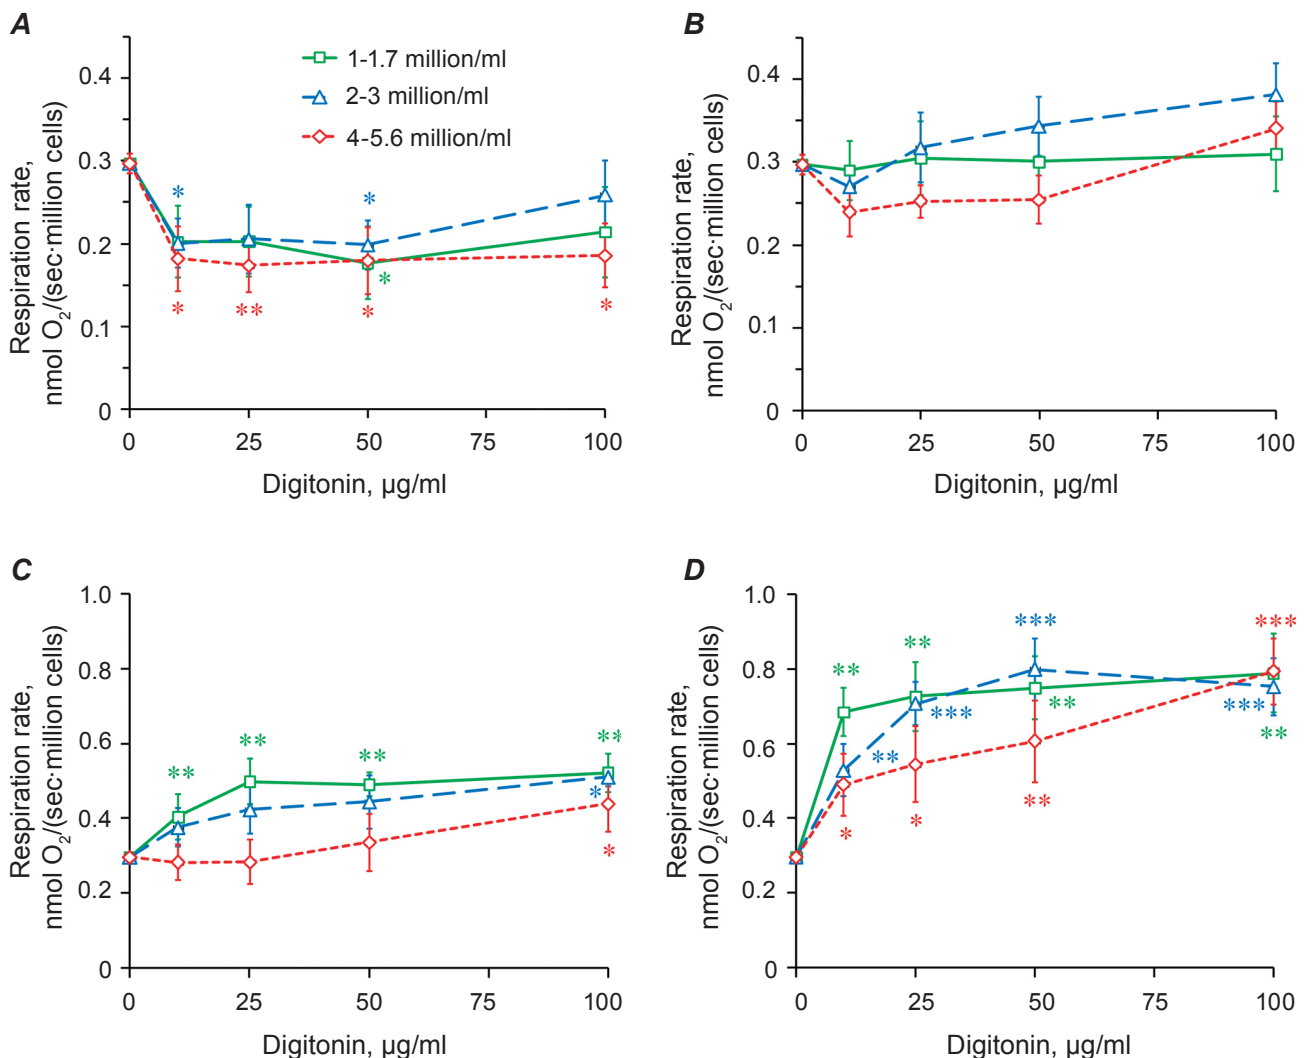 A
1-1.7 million/ml
2-3 million/ml
4-5.6 million/ml
Respiration rate,
nmol O₂/(sec·million cells)
0.4
0.3
0.2
0.1
0
* * * * * ** * *
0 25 50 75 100
Digitonin, µg/ml
B
Respiration rate,
nmol O₂/(sec·million cells)
0.4
0.3
0.2
0.1
0
0 25 50 75 100
Digitonin, µg/ml
C
Respiration rate,
nmol O₂/(sec·million cells)
1.0
0.8
0.6
0.4
0.2
0
** ** ** ** * *
0 25 50 75 100
Digitonin, µg/ml
D
Respiration rate,
nmol O₂/(sec·million cells)
1.0
0.8
0.6
0.4
0.2
0
*** *** ** ** ** *** *** ** ** ** * *
0 25 50 75 100
Digitonin, µg/ml